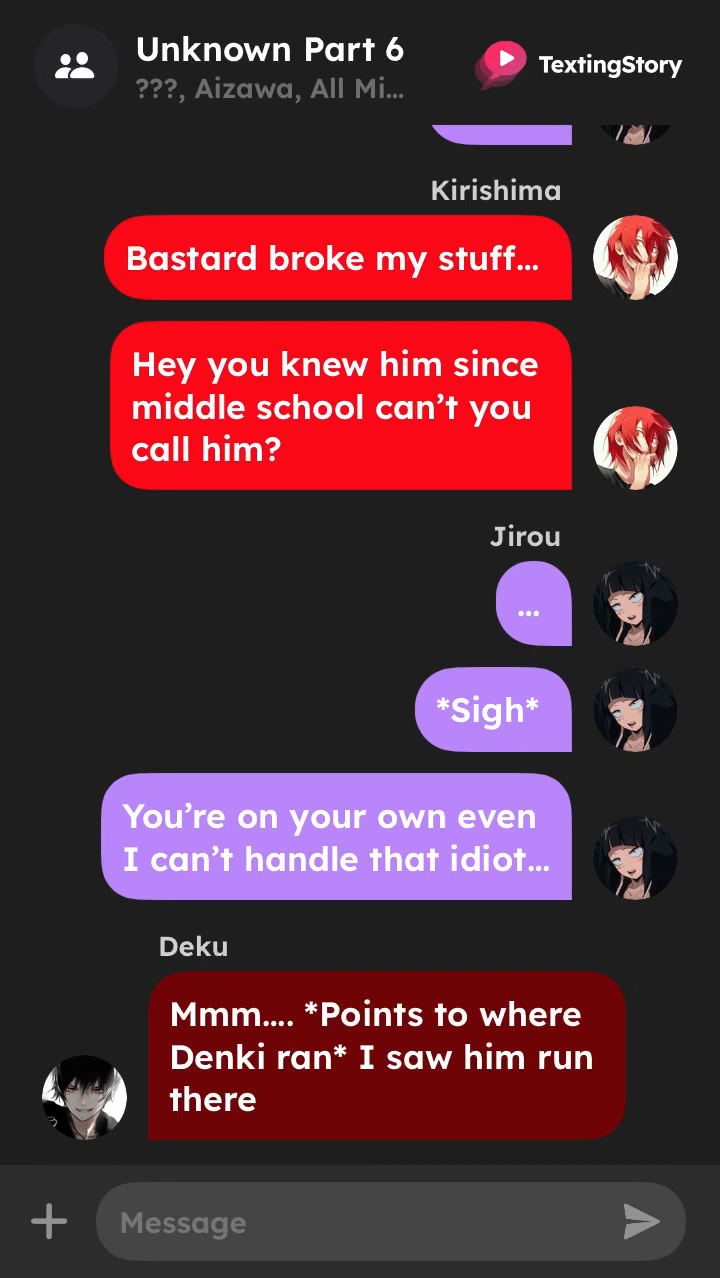 Unknown Part 6
???, Aizawa, All Mi...
TextingStory
Kirishima
Bastard broke my stuff...
Hey you knew him since
middle school can’t you
call him?
Jirou
...
*Sigh*
You’re on your own even
I can’t handle that idiot...
Deku
Mmm.... *Points to where
Denki ran* I saw him run
there
Message